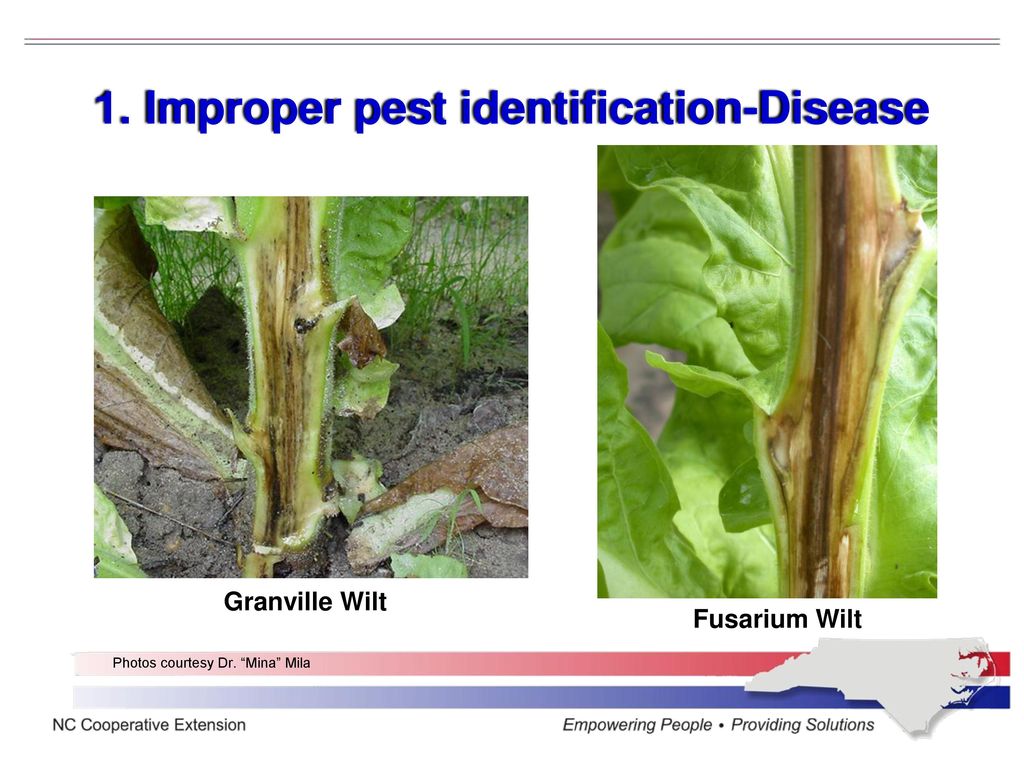 1. Improper pest identification-Disease
Granville Wilt
Fusarium Wilt
Photos courtesy Dr. “Mina” Mila
NC Cooperative Extension
Empowering People • Providing Solutions